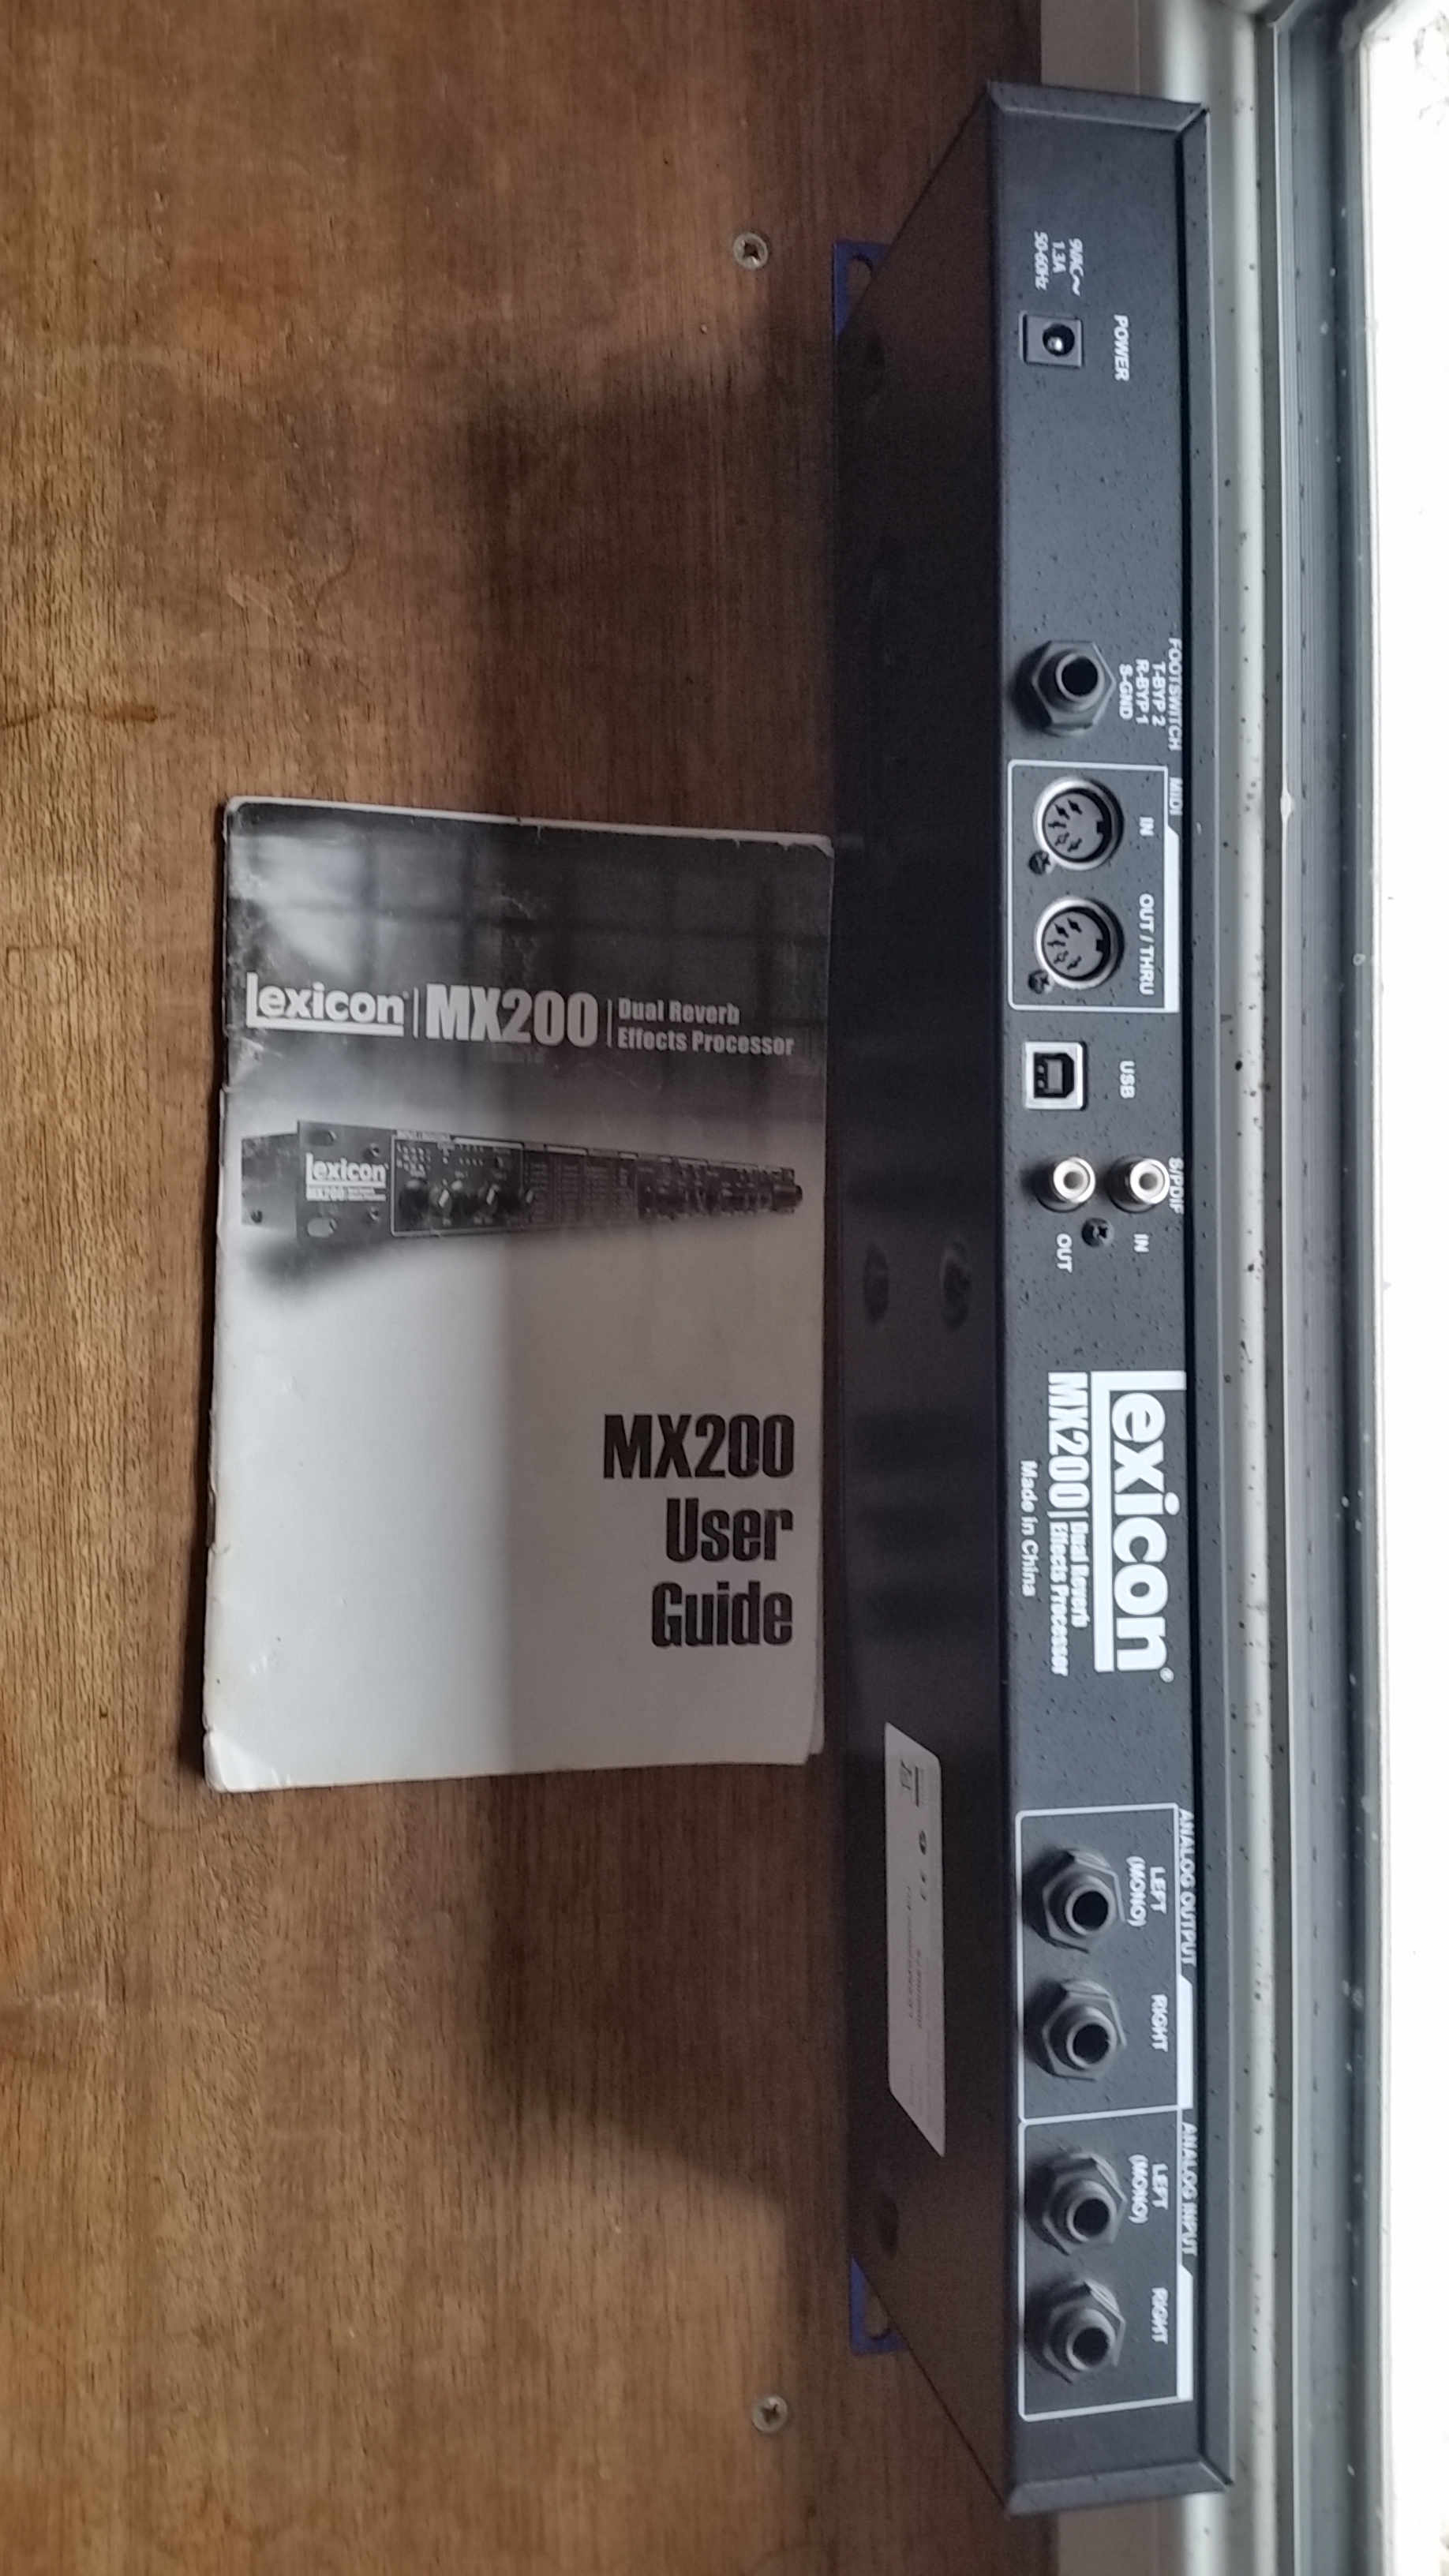 9VAC~
1.3A
50-60Hz
POWER
FOOTSWITCH
T-BYP 2
R-BYP 1
S-GND
MIDI
IN
OUT / THRU
USB
S/PDIF
IN
OUT
lexicon®
MX200 | Dual Reverb
Effects Processor
Made in China
ANALOG OUTPUT
LEFT
(MONO)
RIGHT
ANALOG INPUT
LEFT
(MONO)
RIGHT
lexicon | MX200 | Dual Reverb
Effects Processor
lexicon
MX200
MX200
User
Guide